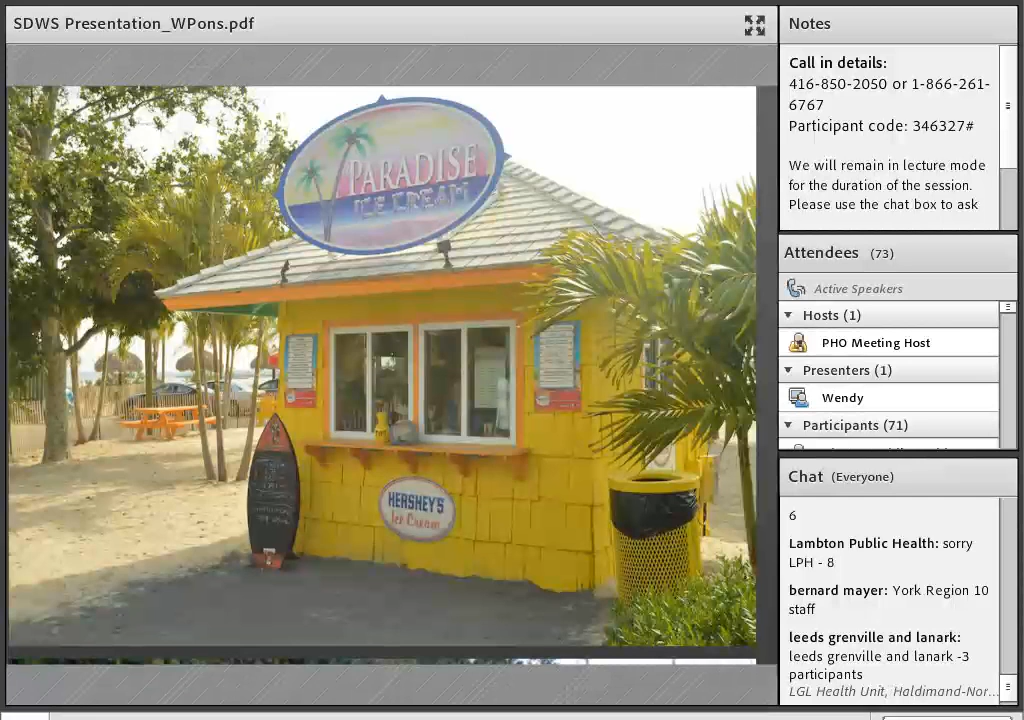 SDWS Presentation_WPons.pdf
PARADISE
ICE CREAM
HERSHEY'S
Ice Cream
Notes
Call in details:
416-850-2050 or 1-866-261-
6767
Participant code: 346327#
We will remain in lecture mode
for the duration of the session.
Please use the chat box to ask
Attendees (73)
Active Speakers
Hosts (1)
PHO Meeting Host
Presenters (1)
Wendy
Participants (71)
Chat (Everyone)
6
Lambton Public Health: sorry
LPH - 8
bernard mayer: York Region 10
staff
leeds grenville and lanark:
leeds grenville and lanark -3
participants
LGL Health Unit, Haldimand-Nor...